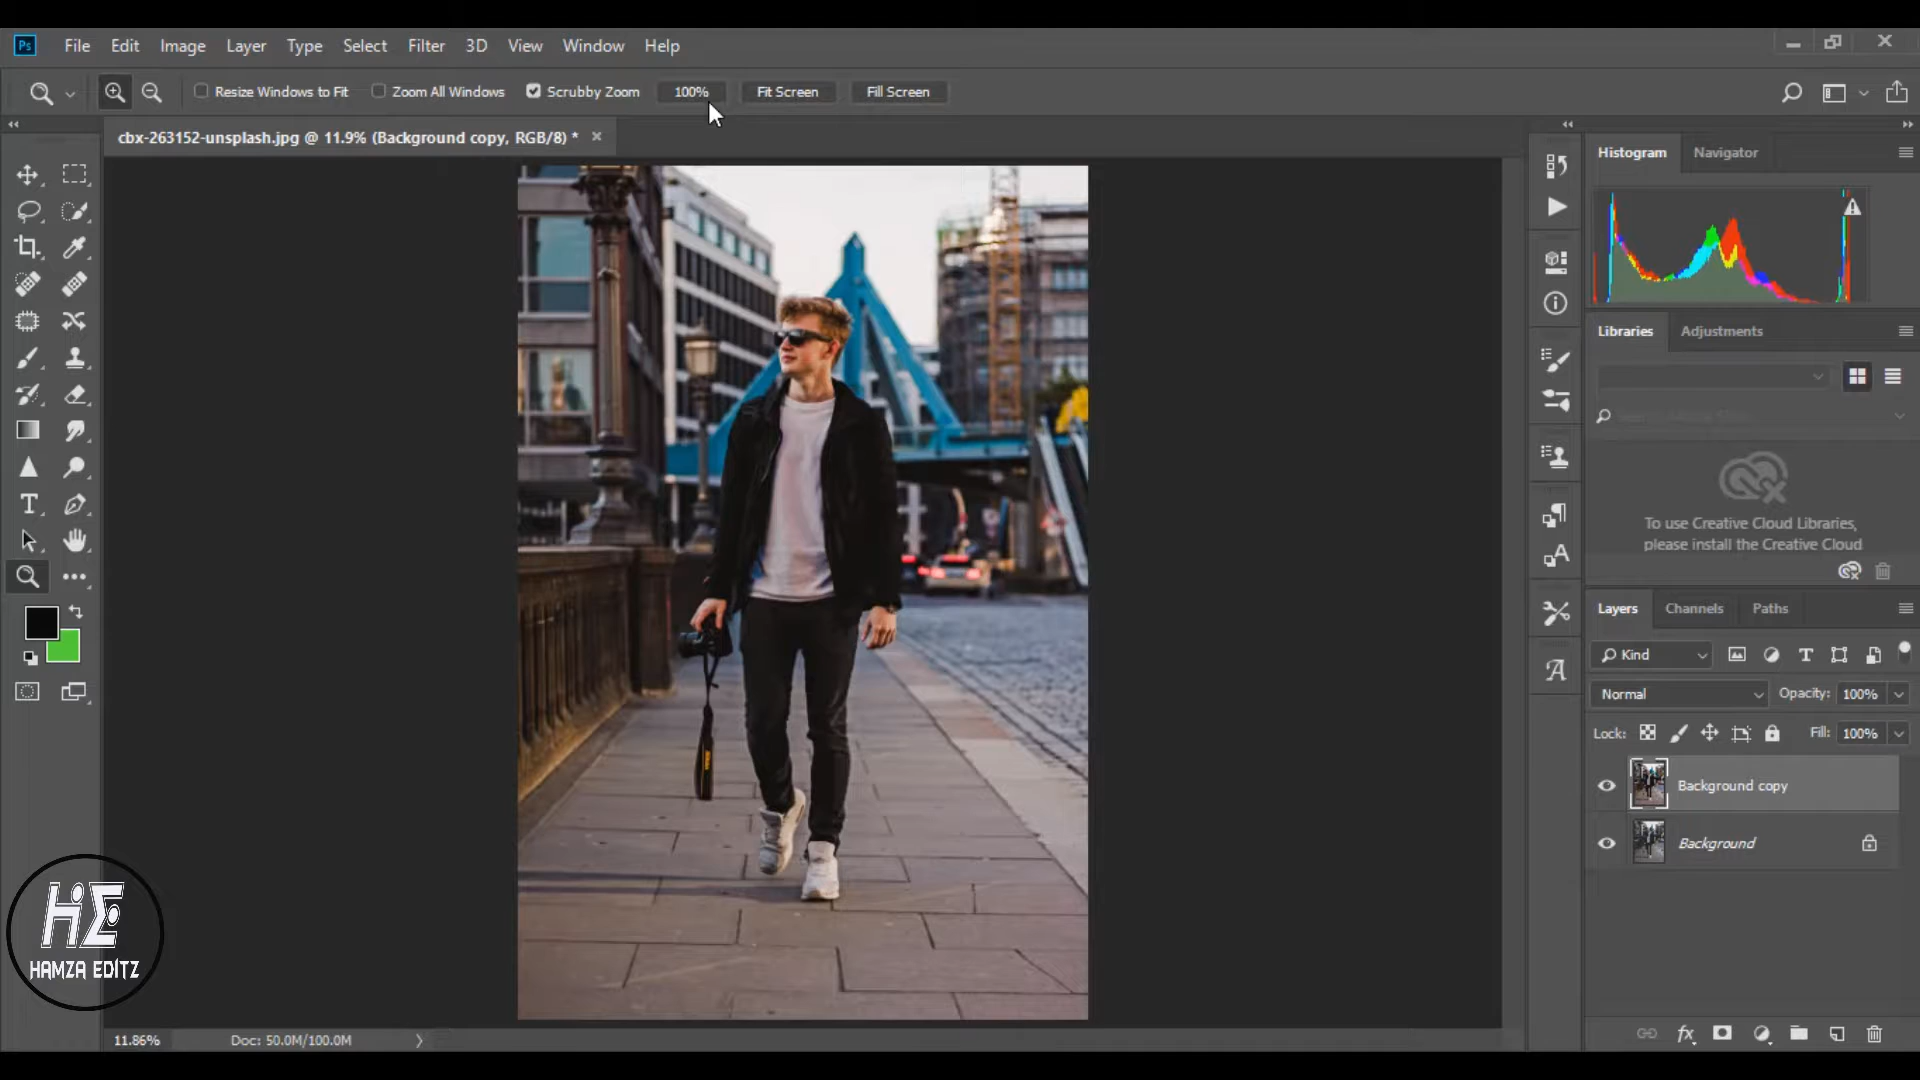 Ps File Edit Image Layer Type Select Filter 3D View Window Help
Resize Windows to Fit Zoom All Windows Scrubby Zoom 100% Fit Screen Fill Screen
cbx-263152-unsplash.jpg @ 11.9% (Background copy, RGB/8) *
Histogram Navigator
Libraries Adjustments
To use Creative Cloud Libraries,
please install the Creative Cloud
Layers Channels Paths
Kind
Normal Opacity: 100%
Lock: Fill: 100%
Background copy
Background
HE
HAMZA EDITZ
11.86% Doc: 50.0M/100.0M